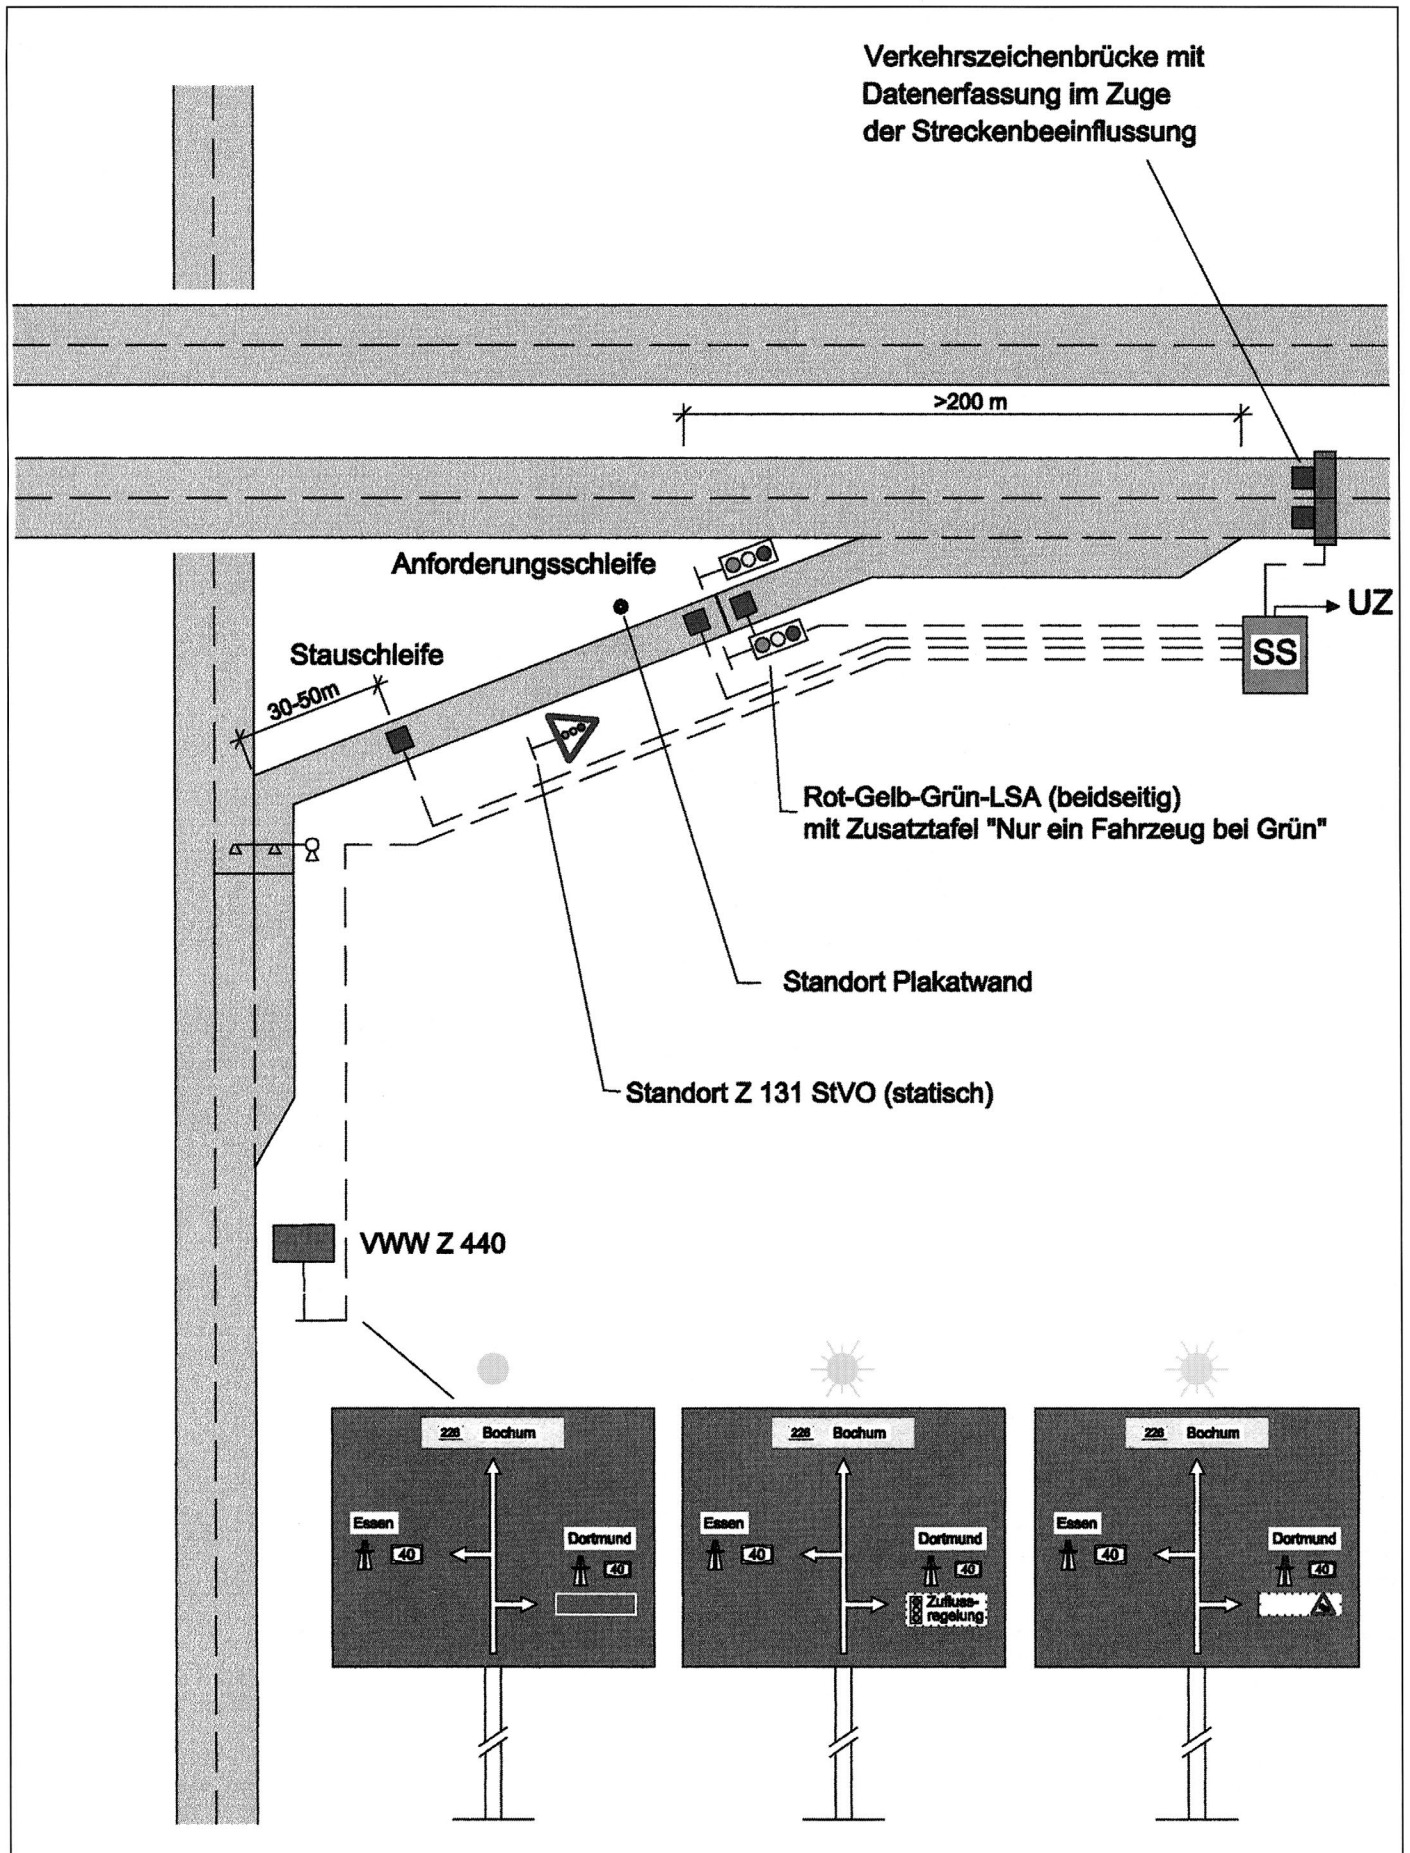 Verkehrszeichenbrücke mit
Datenerfassung im Zuge
der Streckenbeeinflussung
>200 m
Anforderungsschleife
UZ
SS
Stauschleife
30-50m
Rot-Gelb-Grün-LSA (beidseitig)
mit Zusatztafel "Nur ein Fahrzeug bei Grün"
Standort Plakatwand
Standort Z 131 StVO (statisch)
VWW Z 440
226 Bochum
Essen
40
Dortmund
40
226 Bochum
Essen
40
Dortmund
40
Zufluss-
regelung
226 Bochum
Essen
40
Dortmund
40